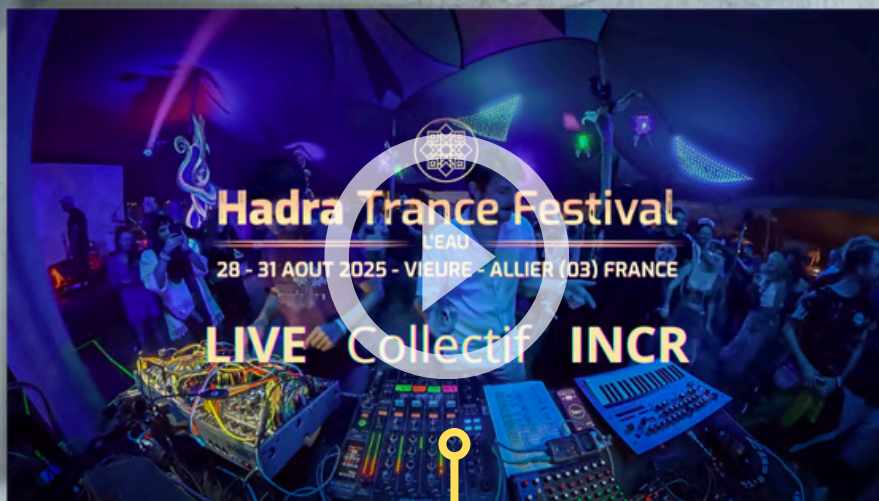 Hadra Trance Festival
L'EAU
28 - 31 AOUT 2025 - VIEURE - ALLIER (03) FRANCE
LIVE Collectif INCR